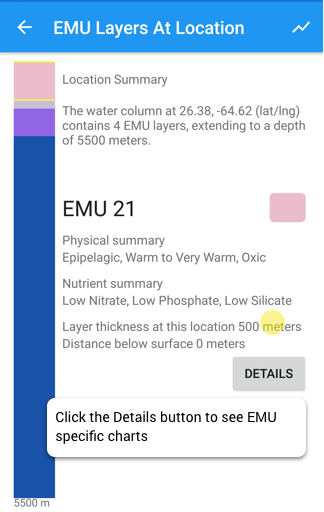 EMU Layers At Location
Location Summary
The water column at 26.38, -64.62 (lat/lng)
contains 4 EMU layers, extending to a depth
of 5500 meters.
EMU 21
Physical summary
Epipelagic, Warm to Very Warm, Oxic
Nutrient summary
Low Nitrate, Low Phosphate, Low Silicate
Layer thickness at this location 500 meters
Distance below surface 0 meters
DETAILS
Click the Details button to see EMU
specific charts
5500 m